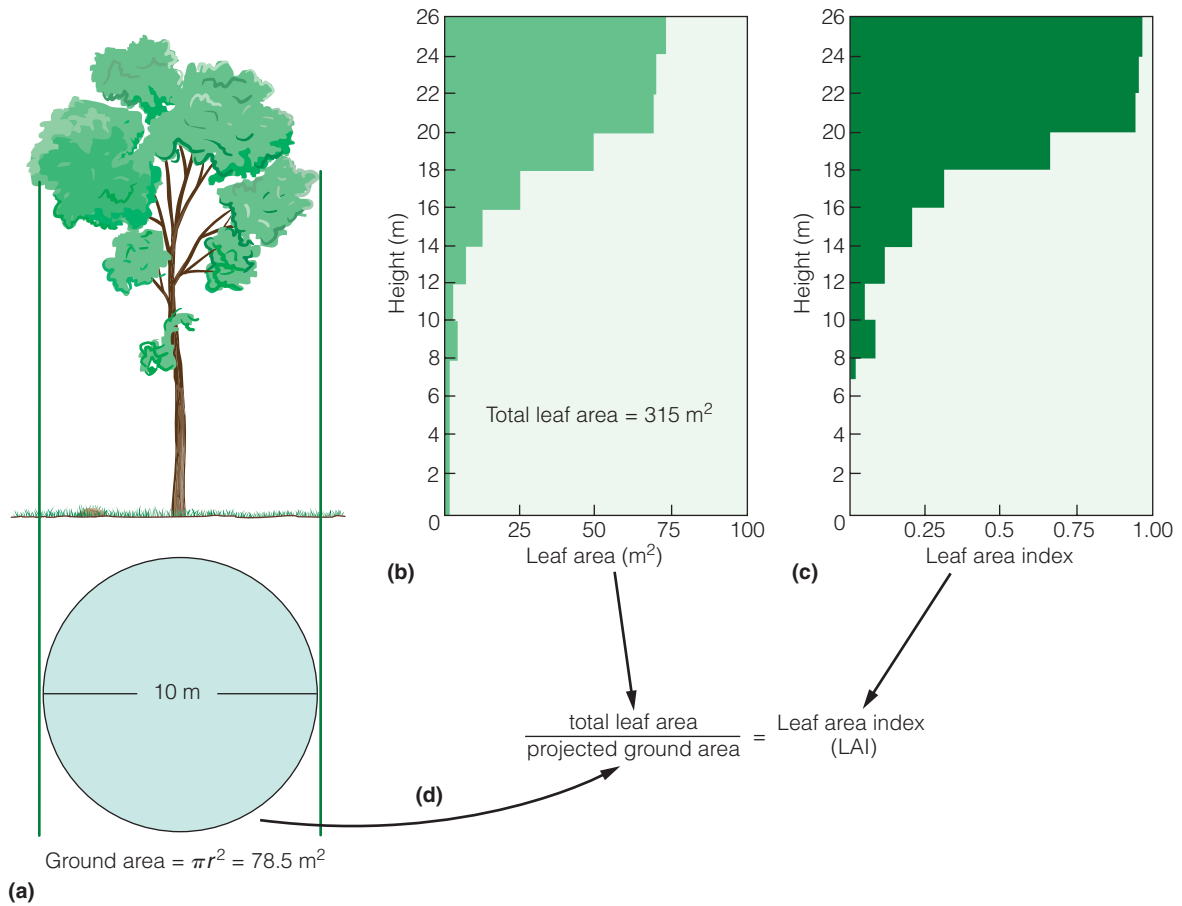 26
24
22
20
18
16
14
12
10
8
6
4
2
0
Height (m)
Total leaf area = 315 m²
25 50 75 100
Leaf area (m²)
(b)
26
24
22
20
18
16
14
12
10
8
6
4
2
0
Height (m)
0.25 0.5 0.75 1.00
Leaf area index
(c)
10 m
Ground area = πr² = 78.5 m²
(a)
total leaf area
projected ground area
=
Leaf area index
(LAI)
(d)